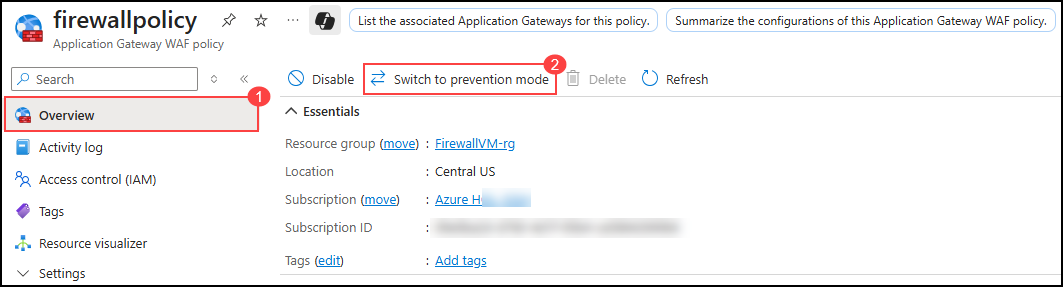 firewallpolicy
Application Gateway WAF policy
List the associated Application Gateways for this policy.
Summarize the configurations of this Application Gateway WAF policy.
Search
Disable
Switch to prevention mode
2
Delete
Refresh
1
Overview
Activity log
Access control (IAM)
Tags
Resource visualizer
Settings
Essentials
Resource group (move) : FirewallVM-rg
Location : Central US
Subscription (move) : Azure
Subscription ID :
Tags (edit) : Add tags